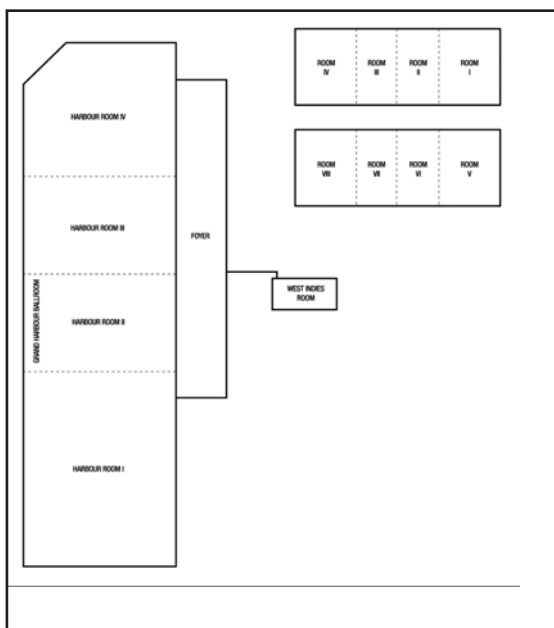 HARBOUR ROOM IV
HARBOUR ROOM III
GRAND HARBOUR BALLROOM
HARBOUR ROOM II
HARBOUR ROOM I
FOYER
WEST INDIES
ROOM
ROOM
IV
ROOM
III
ROOM
II
ROOM
I
ROOM
VIII
ROOM
VII
ROOM
VI
ROOM
V